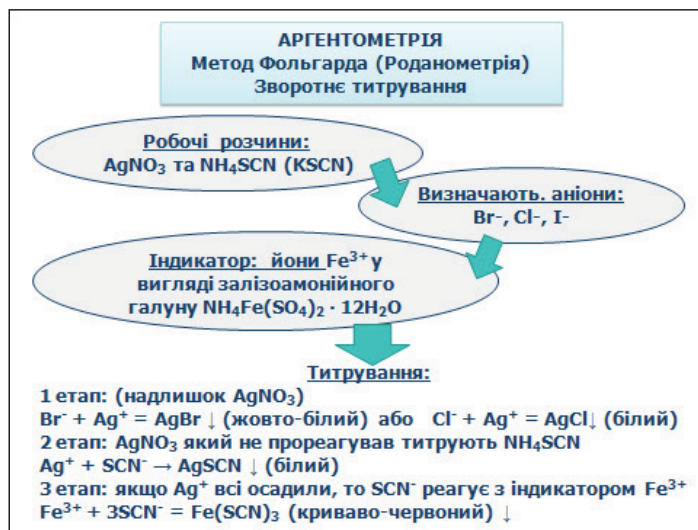 АРГЕНТОМЕТРІЯ
Метод Фольгарда (Роданометрія)
Зворотнє титрування
Робочі розчини:
AgNO₃ та NH₄SCN (KSCN)
Визначають. аніони:
Br-, Cl-, I-
Індикатор: йони Fe³⁺ у
вигляді залізоамонійного
галуну NH₄Fe(SO₄)₂ · 12H₂O
Титрування:
1 етап: (надлишок AgNO₃)
Br⁻ + Ag⁺ = AgBr ↓ (жовто-білий) або Cl⁻ + Ag⁺ = AgCl↓ (білий)
2 етап: AgNO₃ який не прореагував титрують NH₄SCN
Ag⁺ + SCN⁻ → AgSCN ↓ (білий)
3 етап: якщо Ag⁺ всі осадили, то SCN⁻ реагує з індикатором Fe³⁺
Fe³⁺ + 3SCN⁻ = Fe(SCN)₃ (криваво-червоний) ↓